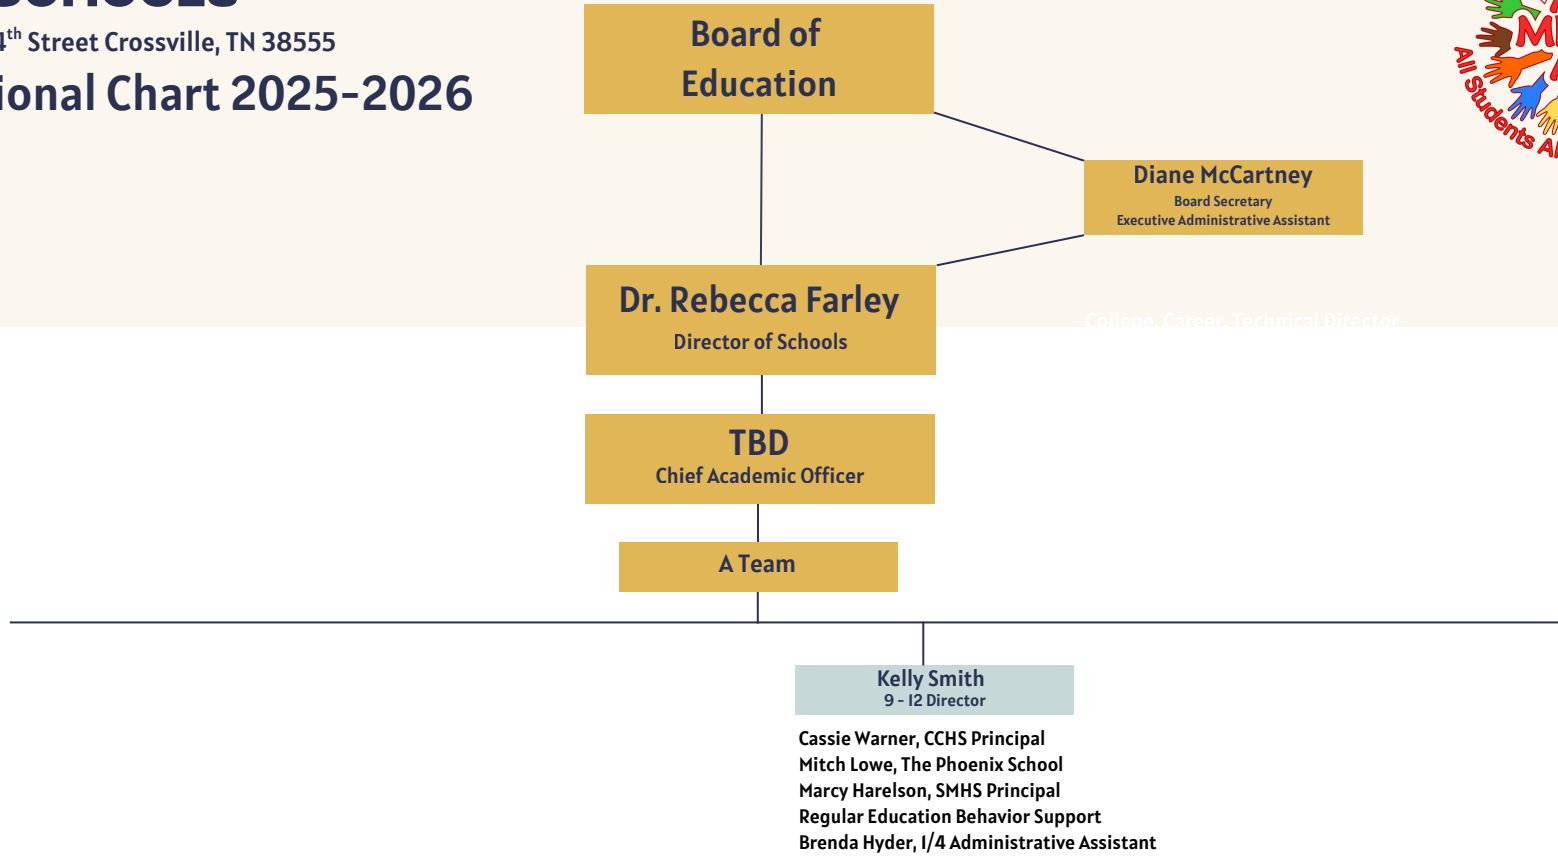 4th Street Crossville, TN 38555
ional Chart 2025-2026
Board of
Education
Diane McCartney
Board Secretary
Executive Administrative Assistant
All Students
Dr. Rebecca Farley
Director of Schools
College, Career, Technical Director
TBD
Chief Academic Officer
A Team
Kelly Smith
9 - 12 Director
Cassie Warner, CCHS Principal
Mitch Lowe, The Phoenix School
Marcy Harelson, SMHS Principal
Regular Education Behavior Support
Brenda Hyder, 1/4 Administrative Assistant